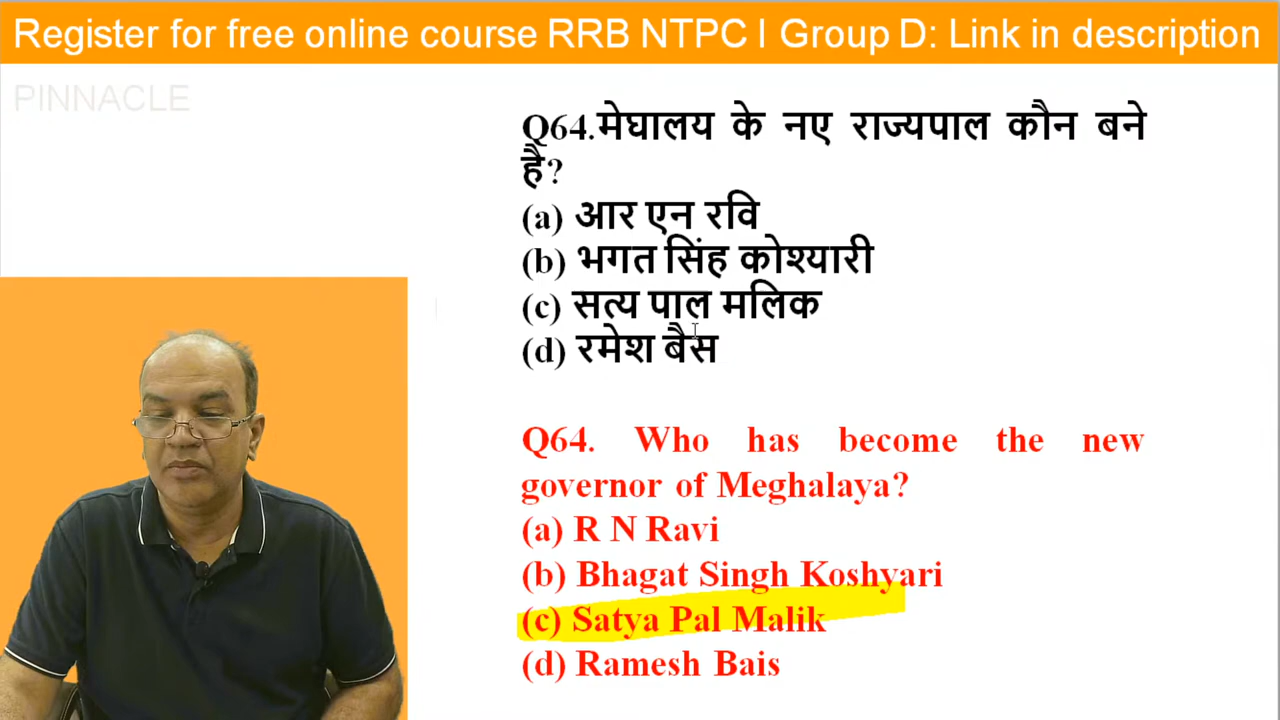 Register for free online course RRB NTPC I Group D: Link in description
PINNACLE
Q64.मेघालय के नए राज्यपाल कौन बने
है?
(a) आर एन रवि
(b) भगत सिंह कोश्यारी
(c) सत्य पाल मलिक
(d) रमेश बैस
Q64. Who has become the new
governor of Meghalaya?
(a) R N Ravi
(b) Bhagat Singh Koshyari
(c) Satya Pal Malik
(d) Ramesh Bais